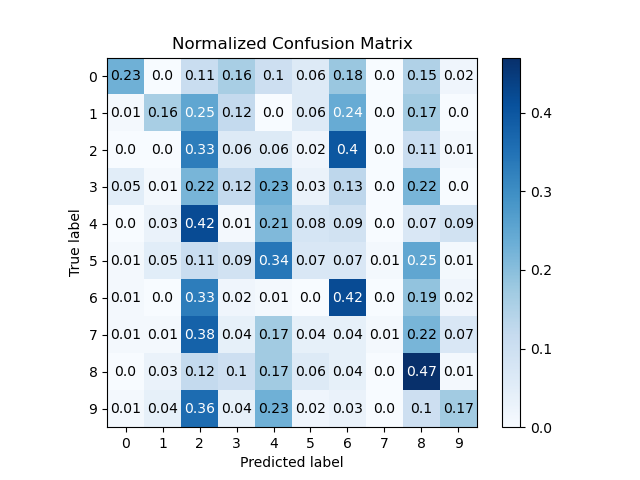 Normalized Confusion Matrix
0 0.23 0.0 0.11 0.16 0.1 0.06 0.18 0.0 0.15 0.02
1 0.01 0.16 0.25 0.12 0.0 0.06 0.24 0.0 0.17 0.0
2 0.0 0.0 0.33 0.06 0.06 0.02 0.4 0.0 0.11 0.01
3 0.05 0.01 0.22 0.12 0.23 0.03 0.13 0.0 0.22 0.0
4 0.0 0.03 0.42 0.01 0.21 0.08 0.09 0.0 0.07 0.09
5 0.01 0.05 0.11 0.09 0.34 0.07 0.07 0.01 0.25 0.01
6 0.01 0.0 0.33 0.02 0.01 0.0 0.42 0.0 0.19 0.02
7 0.01 0.01 0.38 0.04 0.17 0.04 0.04 0.01 0.22 0.07
8 0.0 0.03 0.12 0.1 0.17 0.06 0.04 0.0 0.47 0.01
9 0.01 0.04 0.36 0.04 0.23 0.02 0.03 0.0 0.1 0.17
0 1 2 3 4 5 6 7 8 9
Predicted label
True label
0.4
0.3
0.2
0.1
0.0